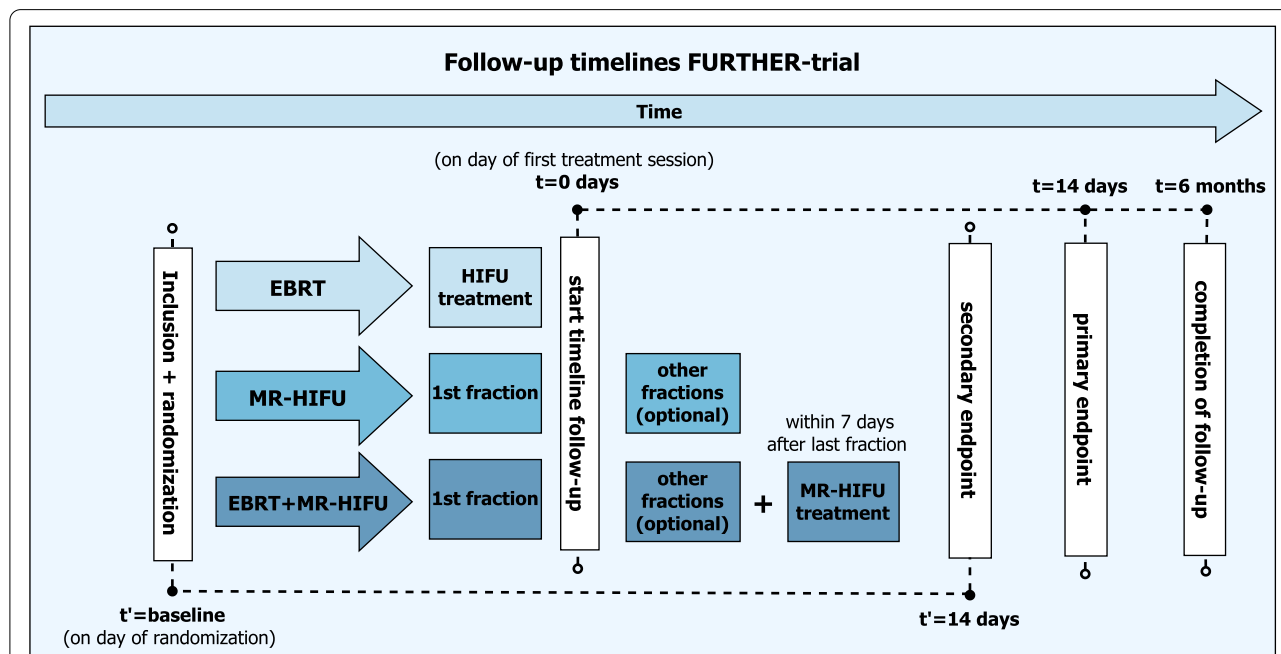 Follow-up timelines FURTHER-trial
Time
(on day of first treatment session)
t=0 days
t=14 days
t=6 months
Inclusion + randomization
EBRT
HIFU
treatment
MR-HIFU
1st fraction
EBRT+MR-HIFU
1st fraction
start timeline follow-up
other
fractions
(optional)
other
fractions
(optional)
+
within 7 days
after last fraction
MR-HIFU
treatment
secondary endpoint
primary endpoint
completion of follow-up
t'=baseline
(on day of randomization)
t'=14 days